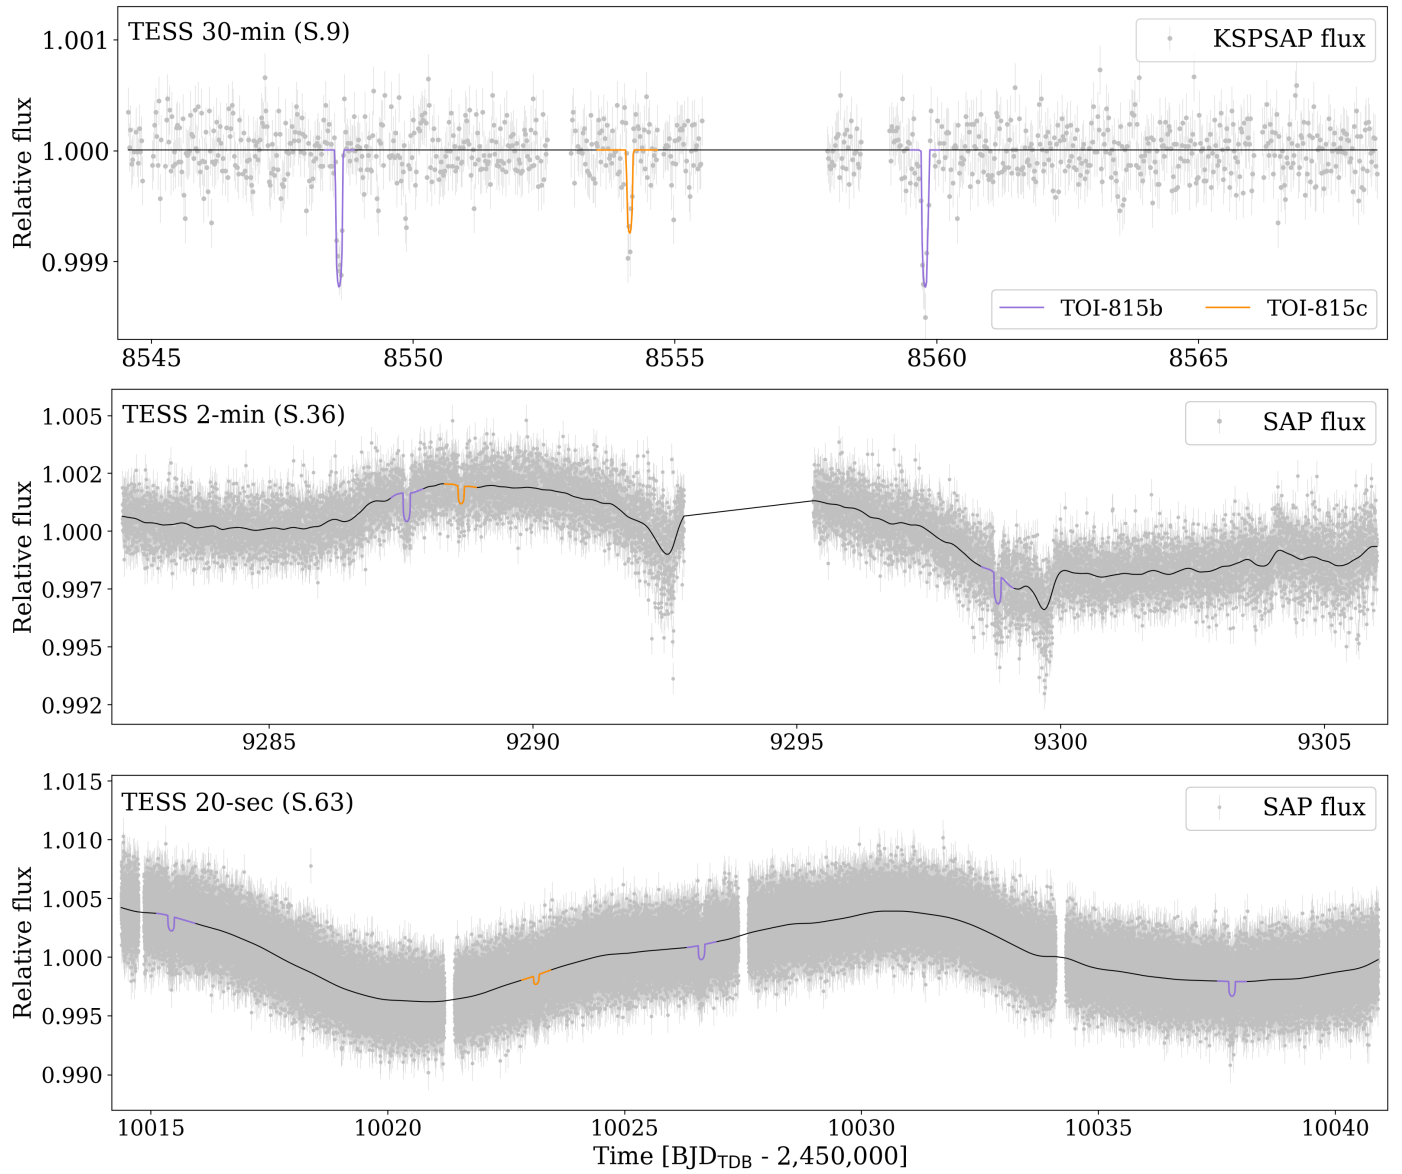 TESS 30-min (S.9)
KSPSAP flux
1.001
1.000
0.999
Relative flux
TOI-815b
TOI-815c
8545 8550 8555 8560 8565
TESS 2-min (S.36)
SAP flux
1.005
1.002
1.000
0.997
0.995
0.992
Relative flux
9285 9290 9295 9300 9305
TESS 20-sec (S.63)
SAP flux
1.015
1.010
1.005
1.000
0.995
0.990
Relative flux
10015 10020 10025 10030 10035 10040
Time [BJD_TDB - 2,450,000]